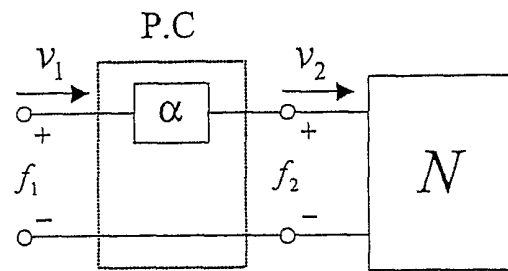 P.C
v₁
v₂
α
+
+
f₁
f₂
N
−
−